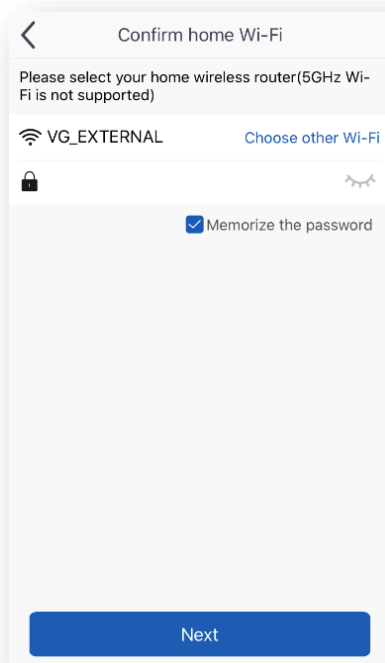 Confirm home Wi-Fi
Please select your home wireless router(5GHz Wi-
Fi is not supported)
VG_EXTERNAL Choose other Wi-Fi
Memorize the password
Next